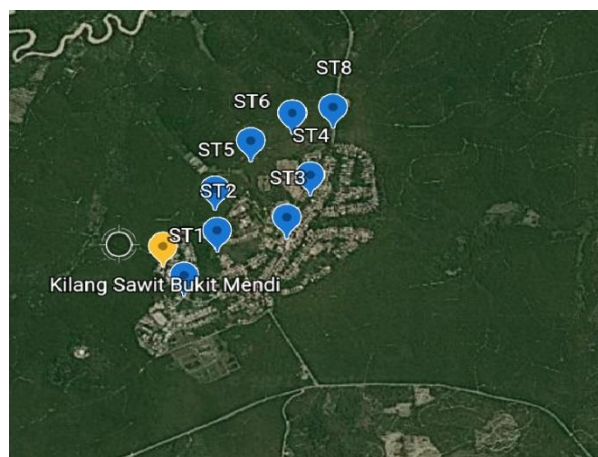 ST8
ST6
ST4
ST5
ST3
ST2
ST1
Kilang Sawit Bukit Mendi